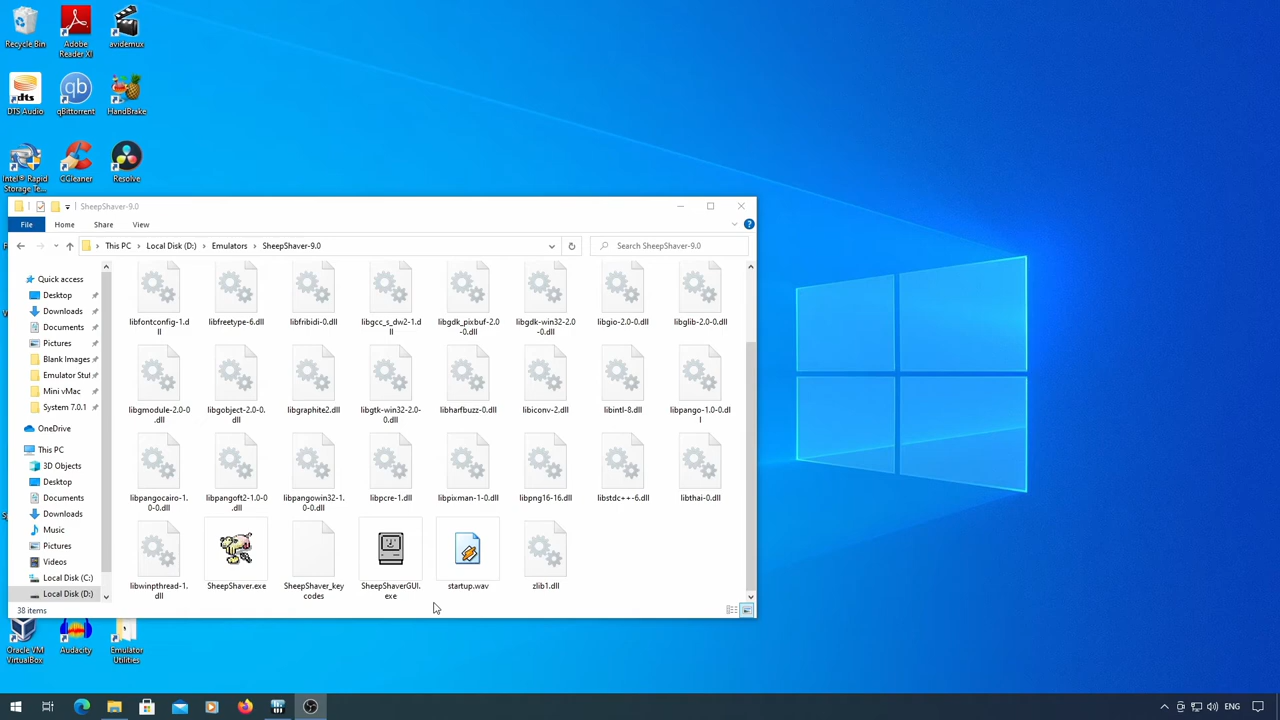 Recycle Bin
Adobe
Reader XI
avidemux
DTS Audio
qBittorrent
HandBrake
Intel® Rapid
Storage Te...
CCleaner
Resolve
SheepShaver-9.0
File
Home
Share
View
This PC
Local Disk (D:)
Emulators
SheepShaver-9.0
Search SheepShaver-9.0
Quick access
Desktop
Downloads
Documents
Pictures
Blank Images
Emulator Stuf
Mini vMac
System 7.0.1
OneDrive
This PC
3D Objects
Desktop
Documents
Downloads
Music
Pictures
Videos
Local Disk (C:)
Local Disk (D:)
libfontconfig-1.d
ll
libfreetype-6.dll
libfribidi-0.dll
libgcc_s_dw2-1.d
ll
libgdk_pixbuf-2.0
-0.dll
libgdk-win32-2.0
-0.dll
libgio-2.0-0.dll
libglib-2.0-0.dll
libgmodule-2.0-0
.dll
libgobject-2.0-0.
dll
libgraphite2.dll
libgtk-win32-2.0-
0.dll
libharfbuzz-0.dll
libiconv-2.dll
libintl-8.dll
libpango-1.0-0.dl
l
libpangocairo-1.
0-0.dll
libpangoft2-1.0-0
.dll
libpangowin32-1.
0-0.dll
libpcre-1.dll
libpixman-1-0.dll
libpng16-16.dll
libstdc++-6.dll
libthai-0.dll
libwinpthread-1.
dll
SheepShaver.exe
SheepShaver_key
codes
SheepShaverGUI.
exe
startup.wav
zlib1.dll
38 items
Oracle VM
VirtualBox
Audacity
Emulator
Utilities
ENG